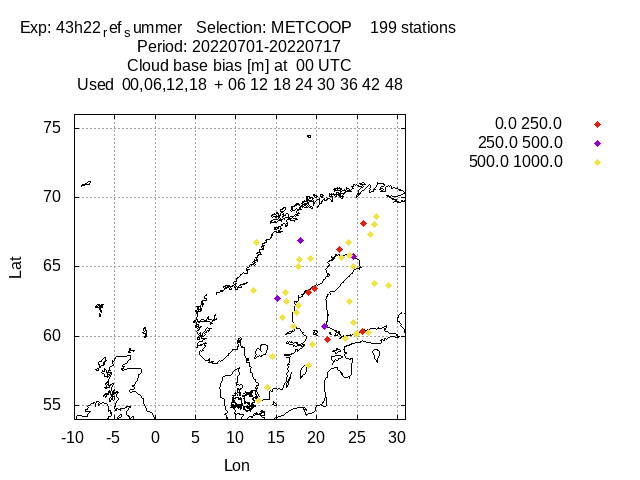 Exp: 43h22ref summer   Selection: METCOOP    199 stations
Period: 20220701-20220717
Cloud base bias [m] at  00 UTC
Used  00,06,12,18  + 06 12 18 24 30 36 42 48
0.0 250.0
250.0 500.0
500.0 1000.0
75
70
65
60
55
Lat
-10 -5 0 5 10 15 20 25 30
Lon